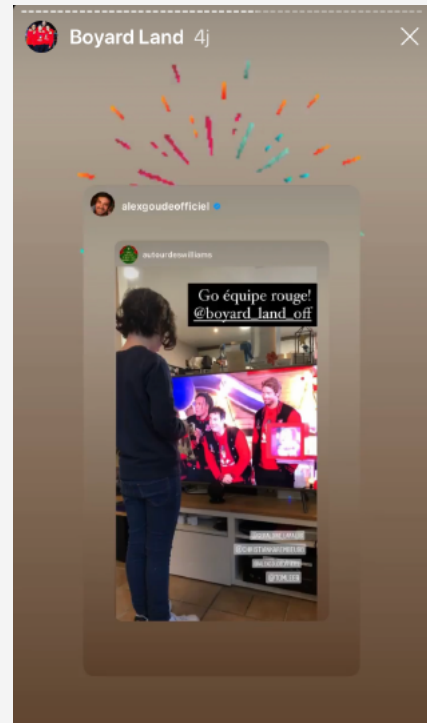 Boyard Land 4j
alexgoudeofficiel
autourdeswilliams
Go équipe rouge!
@boyard_land_off